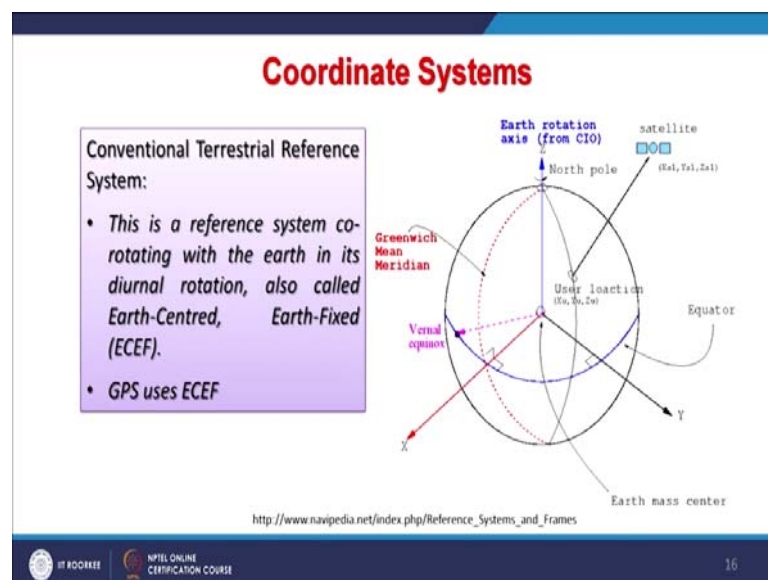 Coordinate Systems
Conventional Terrestrial Reference
System:
• This is a reference system co-
rotating with the earth in its
diurnal rotation, also called
Earth-Centred, Earth-Fixed
(ECEF).
• GPS uses ECEF
Earth rotation
axis (from CIO)
Z
North pole
satellite
(Xs1,Ys1,Zs1)
Greenwich
Mean
Meridian
User loaction
(Xu,Yu,Zu)
Equator
Vernal
equinox
X
Y
Earth mass center
http://www.navipedia.net/index.php/Reference_Systems_and_Frames
IIT ROORKEE
NPTEL ONLINE
CERTIFICATION COURSE
16